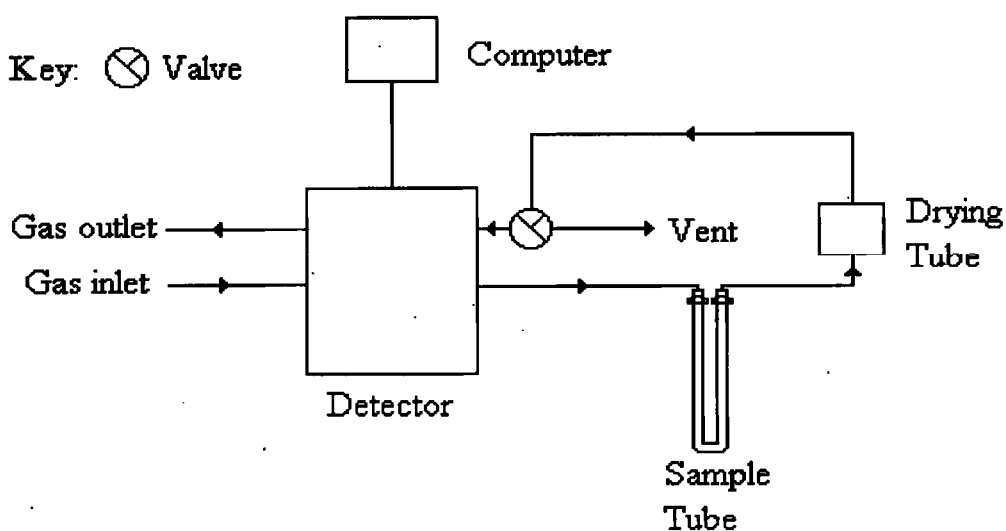 Computer
Key: Valve
Gas outlet
Vent
Drying
Tube
Gas inlet
Detector
Sample
Tube